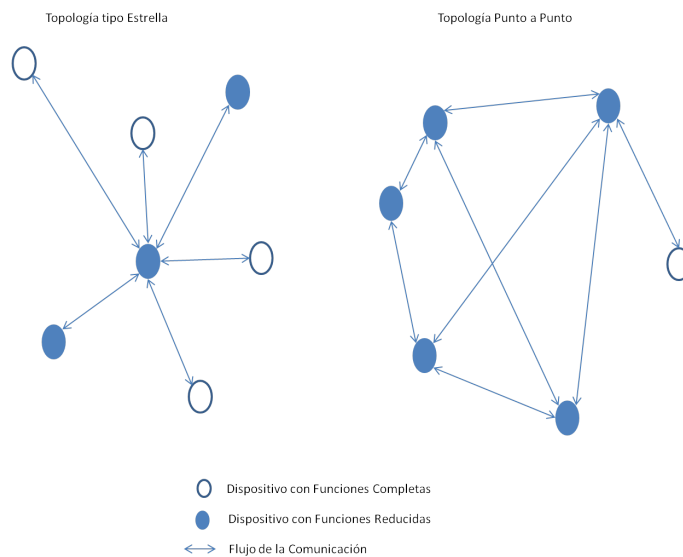 Topología tipo Estrella
Topología Punto a Punto
Dispositivo con Funciones Completas
Dispositivo con Funciones Reducidas
Flujo de la Comunicación